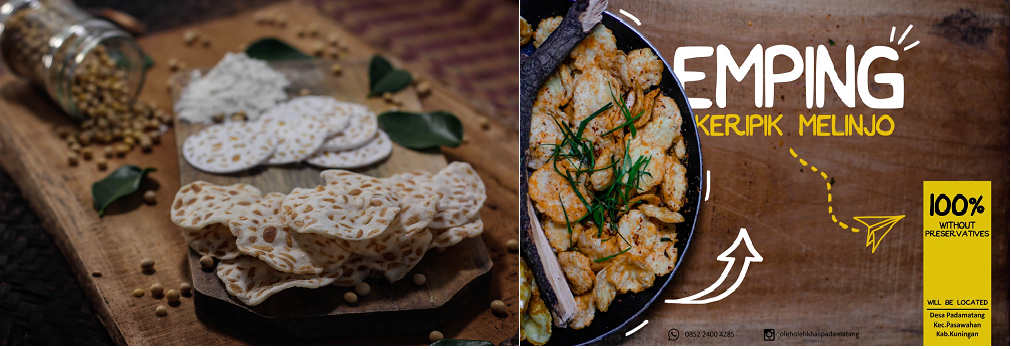 EMPING
KERIPIK MELINJO
100%
WITHOUT
PRESERVATIVES
WILL BE LOCATED
Desa Padamatang
Kec.Pasawahan
Kab.Kuningan
0852 2400 4285
oleholehkhaspadamatang